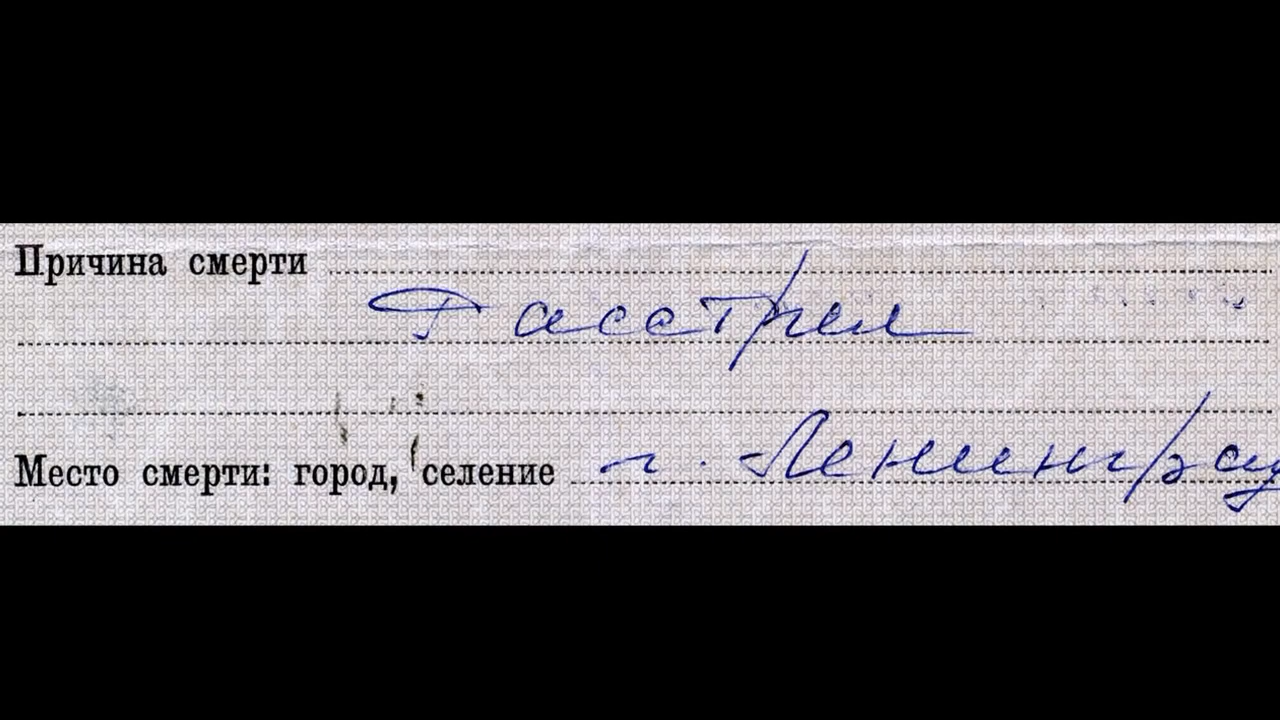 Причина смерти
Расстрел
Место смерти: город, селение г. Ленинград